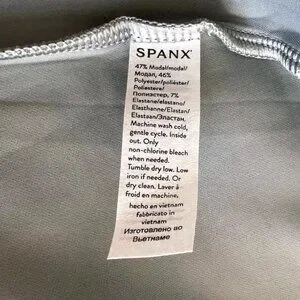 SPANX
47% Modal/modal/
Модал, 46%
Polyester/poliéster/
Poliestere/
Полиэстер, 7%
Elastane/elastano/
Elasthanne/Elastan/
Elastaan/Эластан.
Machine wash cold,
gentle cycle. Inside
out. Only
non-chlorine bleach
when needed.
Tumble dry low. Low
iron if needed. Or
dry clean. Laver à
froid en machine,
hecho en vietnam
fabbricato in
vietnam
Изготовлено во
Вьетнаме